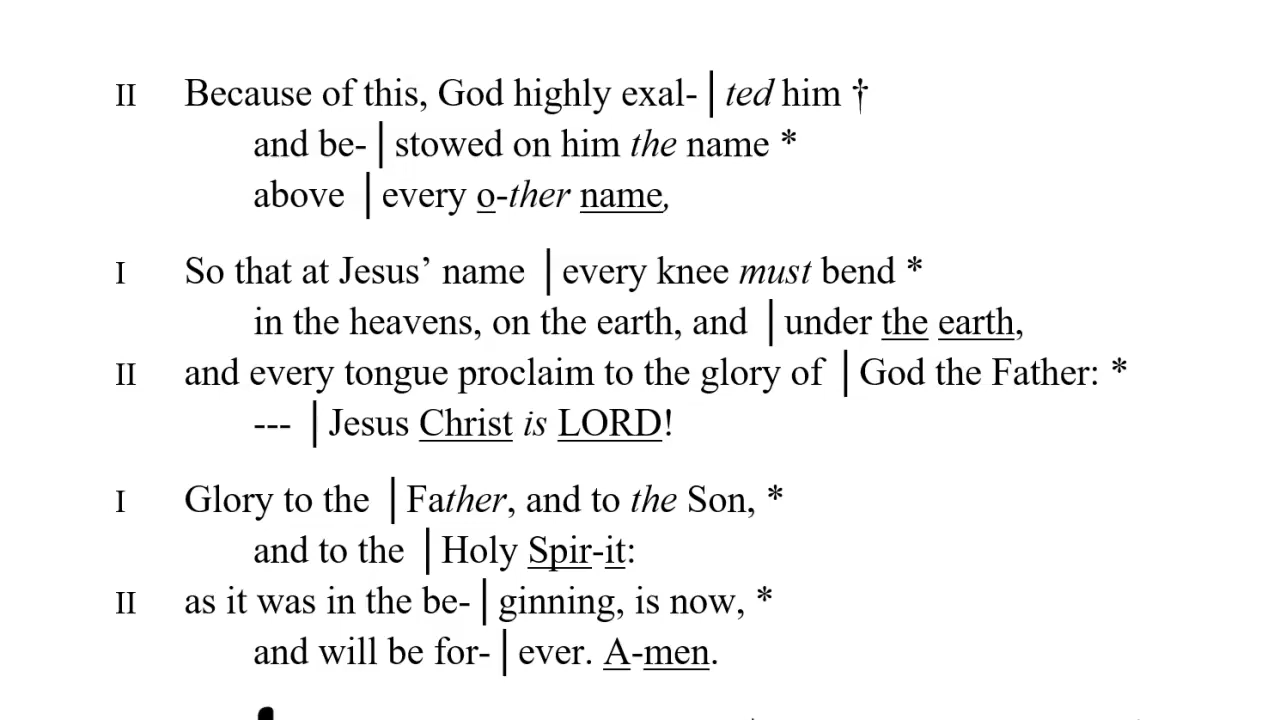 II Because of this, God highly exal- | ted him †
and be- | stowed on him the name *
above | every o-ther name,
I So that at Jesus’ name | every knee must bend *
in the heavens, on the earth, and | under the earth,
II and every tongue proclaim to the glory of | God the Father: *
--- | Jesus Christ is LORD!
I Glory to the | Father, and to the Son, *
and to the | Holy Spir-it:
II as it was in the be- | ginning, is now, *
and will be for- | ever. A-men.